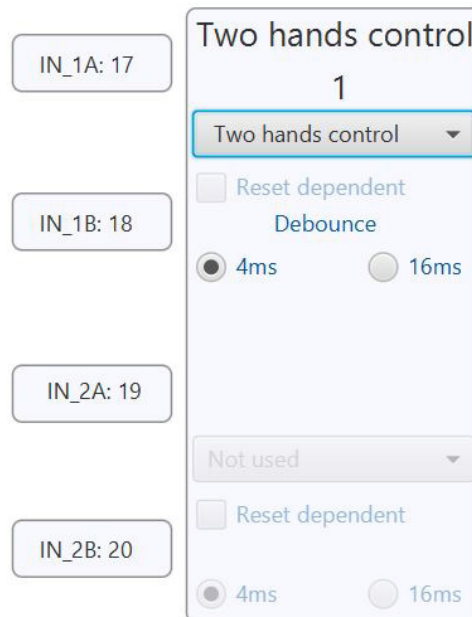 IN_1A: 17
IN_1B: 18
IN_2A: 19
IN_2B: 20
Two hands control
1
Two hands control
Reset dependent
Debounce
4ms 16ms
Not used
Reset dependent
4ms 16ms